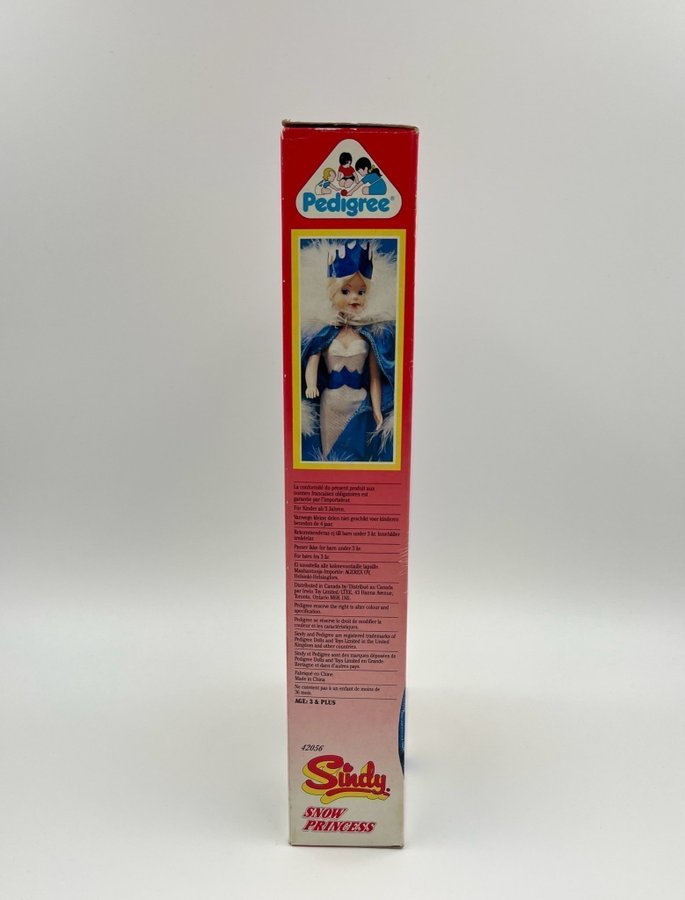 Pedigree®
La conformité du present produit aux
normes francaises obligatoires est
garantie par l'importateur.
Für Kinder ab 3 Jahren.
Vanwege kleine delen niet geschikt voor kinderen
beneden de 4 jaar.
Rekommenderas ej till barn under 3 år. Innehåller
smådelar.
Passer ikke for barn under 3 år.
For børn fra 3 år.
Ei suositella alle kolmevuotiaille lapsille.
Maahantuoja-Importör: AGEREX OY,
Helsinki-Helsingfors.
Distributed in Canada by/Distribué au Canada
par Irwin Toy Limited/LTEE, 43 Hanna Avenue,
Toronto, Ontario M6K
Pedigree reserve the right to alter colour and
specification.
Pedigree se réserve le droit de modifier la
couleur et les caractéristiques.
Sindy and Pedigree are registered trademarks of
Pedigree Dolls and Toys Limited in the United
Kingdom and other countries.
Sindy et Pedigree sont des marques déposées de
Pedigree Dolls and Toys Limited en Grande
Bretagne et dans d'autres pays.
Fabriqué en Chine
Made in China
Ne convient pas à un enfant de moins de
36 mois.
AGE: 3 & PLUS
42056
Sindy
SNOW
PRINCESS